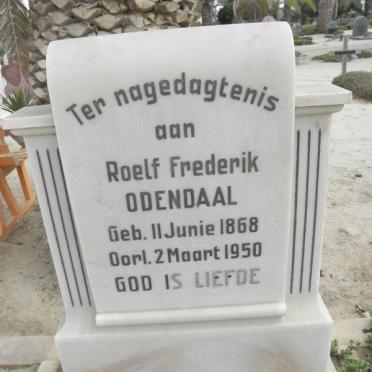 Ter nagedagtenis
aan
Roelf Frederik
ODENDAAL
Geb. 11 Junie 1868
Oorl. 2 Maart 1950
GOD IS LIEFDE